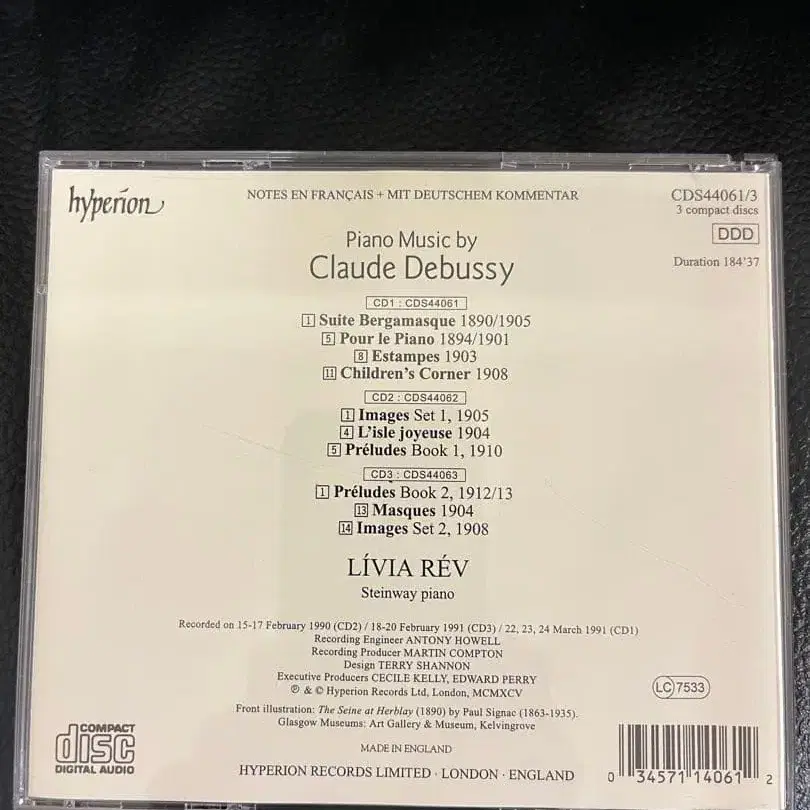 hyperion
NOTES EN FRANÇAIS + MIT DEUTSCHEM KOMMENTAR
CDS44061/3
3 compact discs
DDD
Duration 184'37
Piano Music by
Claude Debussy
CD1 : CDS44061
1 Suite Bergamasque 1890/1905
5 Pour le Piano 1894/1901
8 Estampes 1903
11 Children's Corner 1908
CD2 : CDS44062
1 Images Set 1, 1905
4 L'isle joyeuse 1904
5 Préludes Book 1, 1910
CD3 : CDS44063
1 Préludes Book 2, 1912/13
13 Masques 1904
14 Images Set 2, 1908
LÍVIA RÉV
Steinway piano
Recorded on 15-17 February 1990 (CD2) / 18-20 February 1991 (CD3) / 22, 23, 24 March 1991 (CD1)
Recording Engineer ANTONY HOWELL
Recording Producer MARTIN COMPTON
Design TERRY SHANNON
Executive Producers CECILE KELLY, EDWARD PERRY
℗ & © Hyperion Records Ltd, London, MCMXCV
LC 7533
Front illustration: The Seine at Herblay (1890) by Paul Signac (1863-1935).
Glasgow Museums: Art Gallery & Museum, Kelvingrove
COMPACT
disc
DIGITAL AUDIO
MADE IN ENGLAND
HYPERION RECORDS LIMITED · LONDON · ENGLAND
0 34571 14061 2